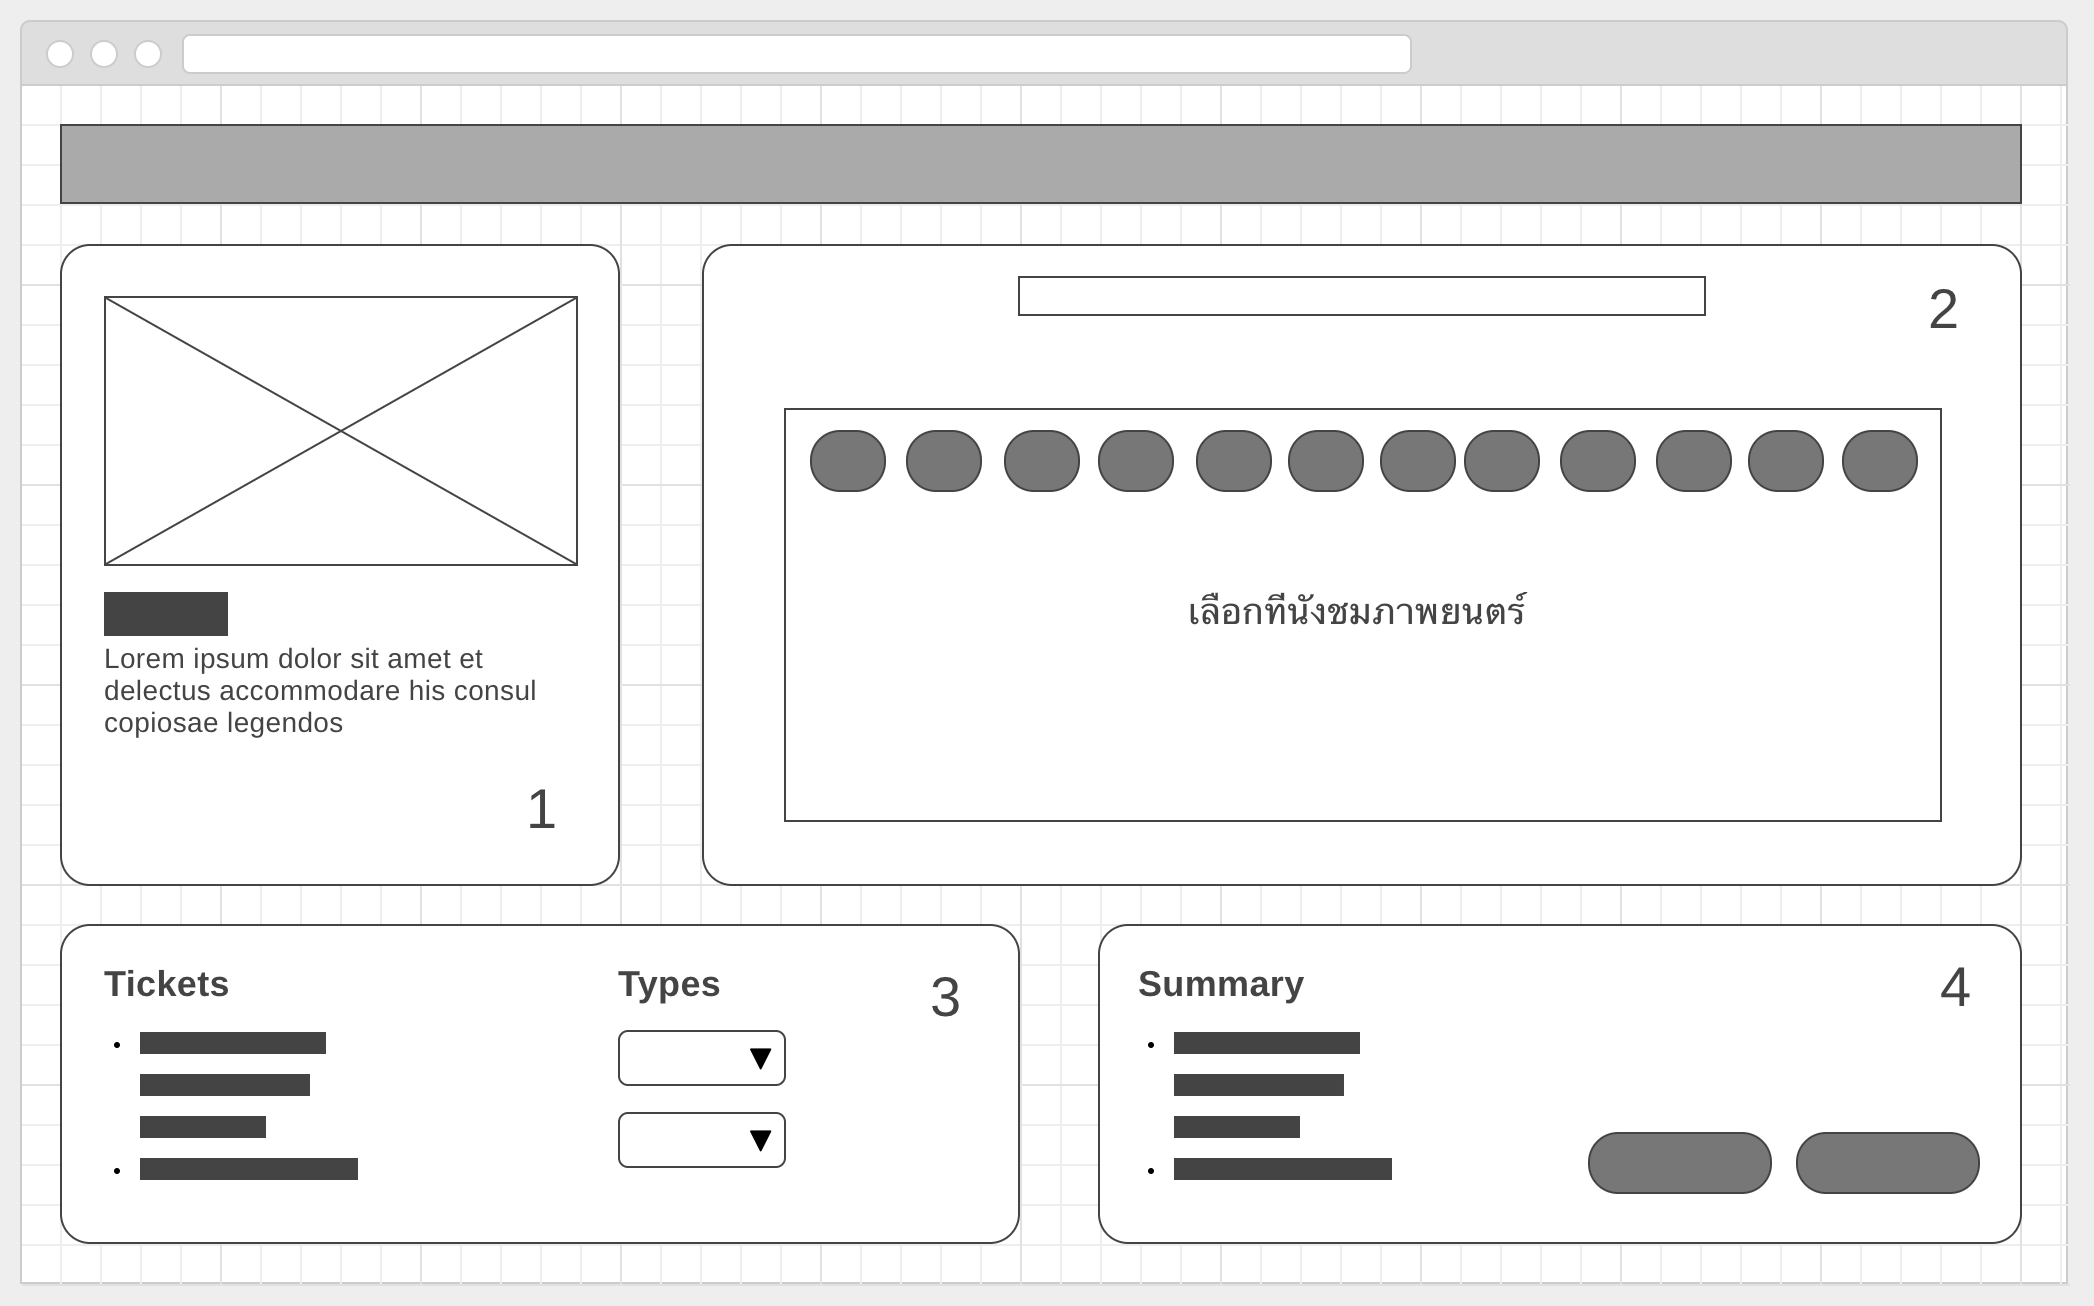 2
เลือกที่นั่งชมภาพยนตร์
Lorem ipsum dolor sit amet et
delectus accommodare his consul
copiosae legendos
1
Tickets
Types
3
Summary
4